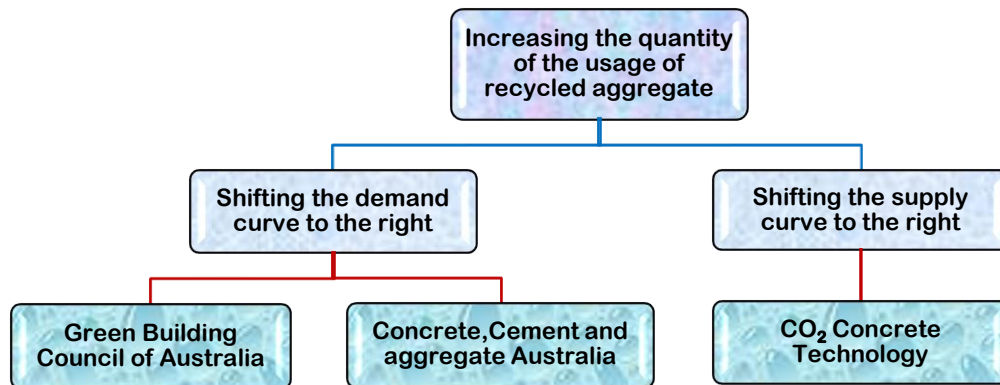 Increasing the quantity
of the usage of
recycled aggregate
Shifting the demand
curve to the right
Shifting the supply
curve to the right
Green Building
Council of Australia
Concrete,Cement and
aggregate Australia
CO₂ Concrete
Technology